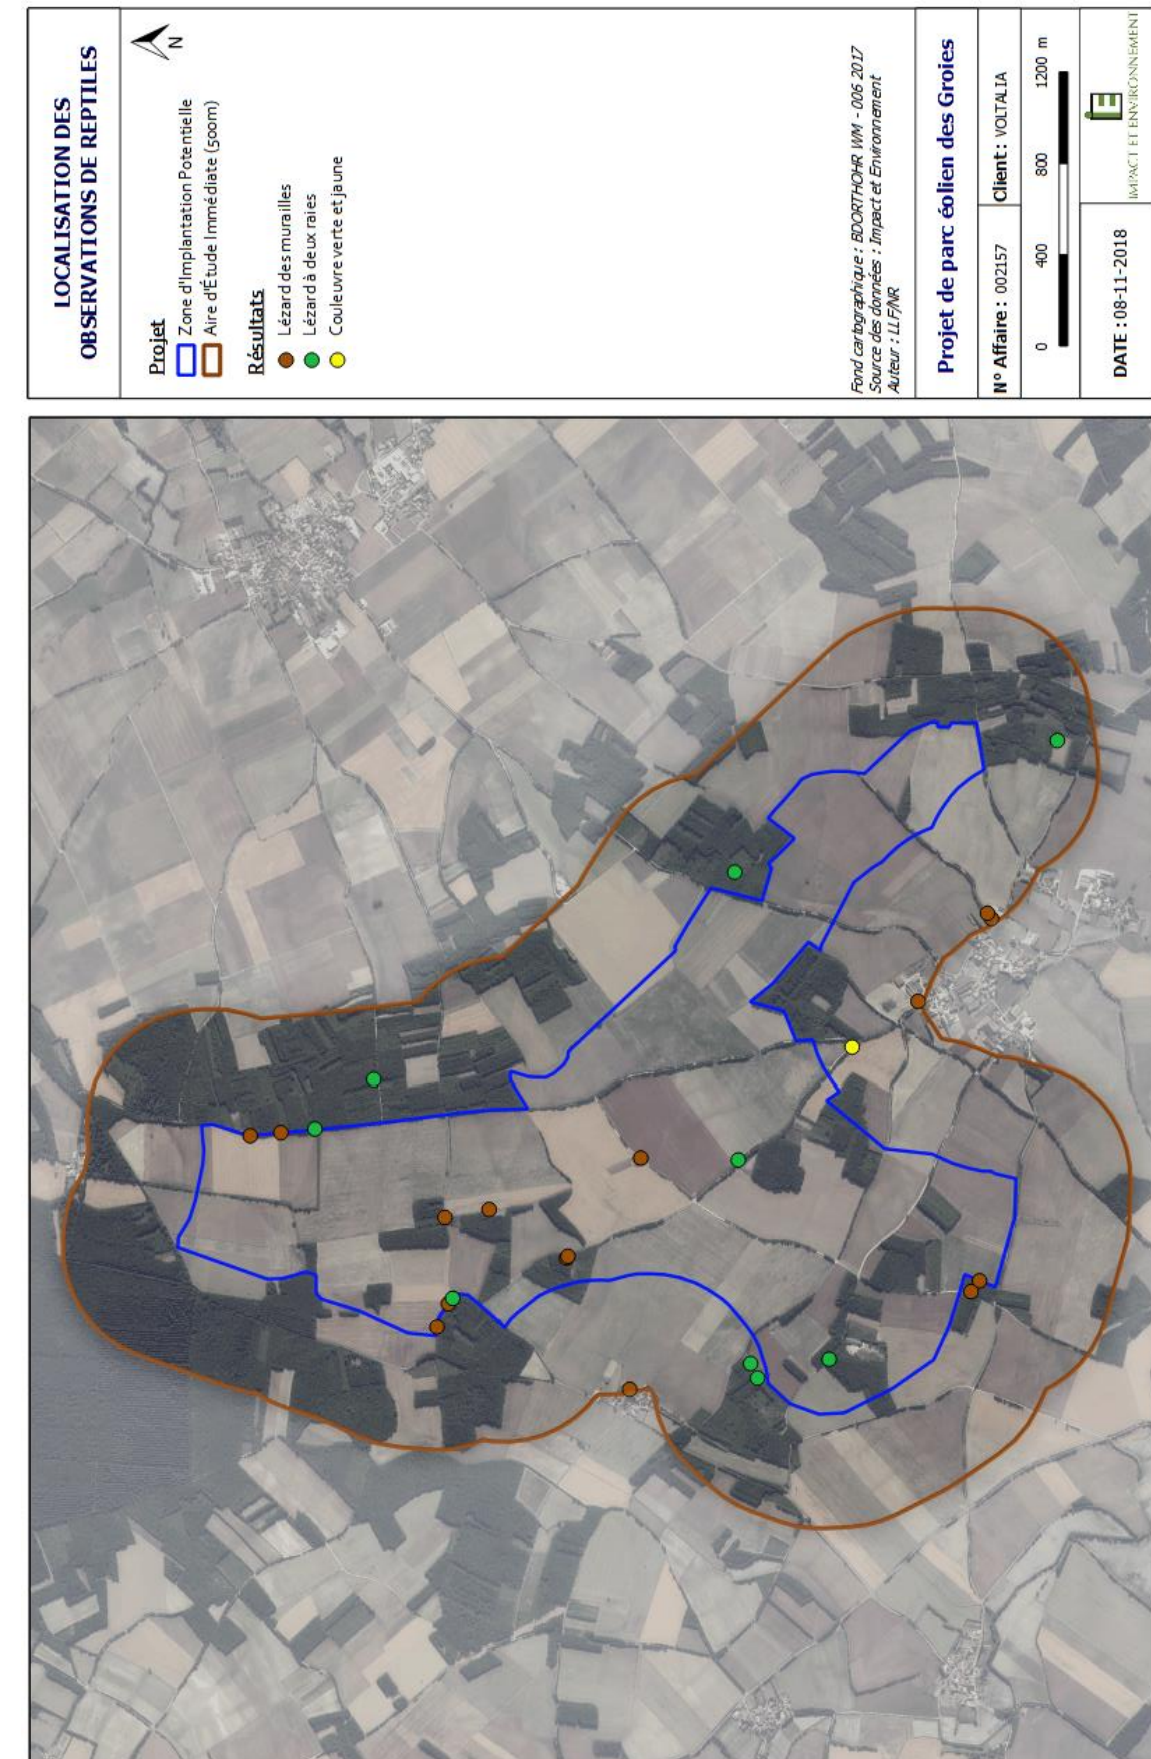 LOCALISATION DES
OBSERVATIONS DE REPTILES
N
Projet
Zone d'Implantation Potentielle
Aire d'Étude Immédiate (500m)
Résultats
Lézard des murailles
Lézard à deux raies
Couleuvre verte et jaune
Fond cartographique : BDORTHOHR WM - 006 2017
Source des données : Impact et Environnement
Auteur : LLF/NR
Projet de parc éolien des Groies
N° Affaire : 002157
Client : VOLTALIA
0 400 800 1200 m
DATE : 08-11-2018
IMPACT ET ENVIRONNEMENT